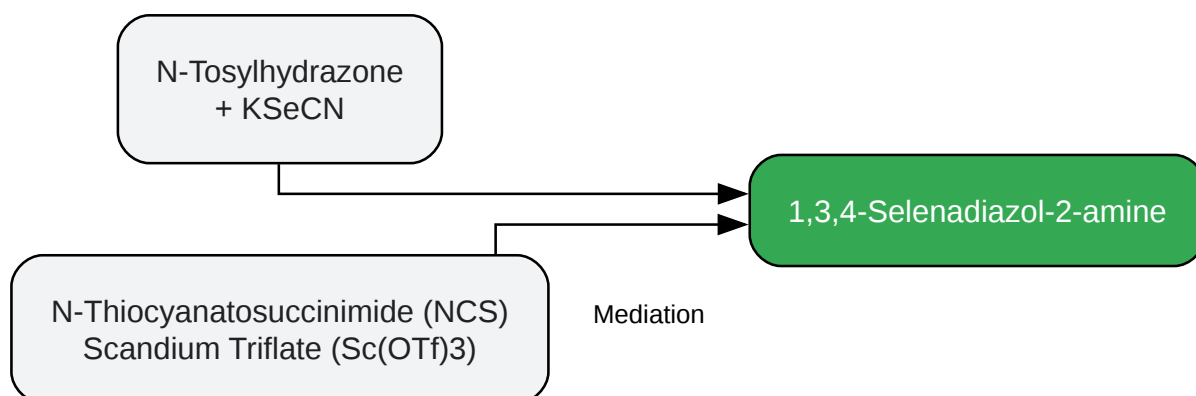 N-Tosylhydrazone
+ KSeCN
1,3,4-Selenadiazol-2-amine
N-Thiocyanatosuccinimide (NCS)
Scandium Triflate (Sc(OTf)3)
Mediation